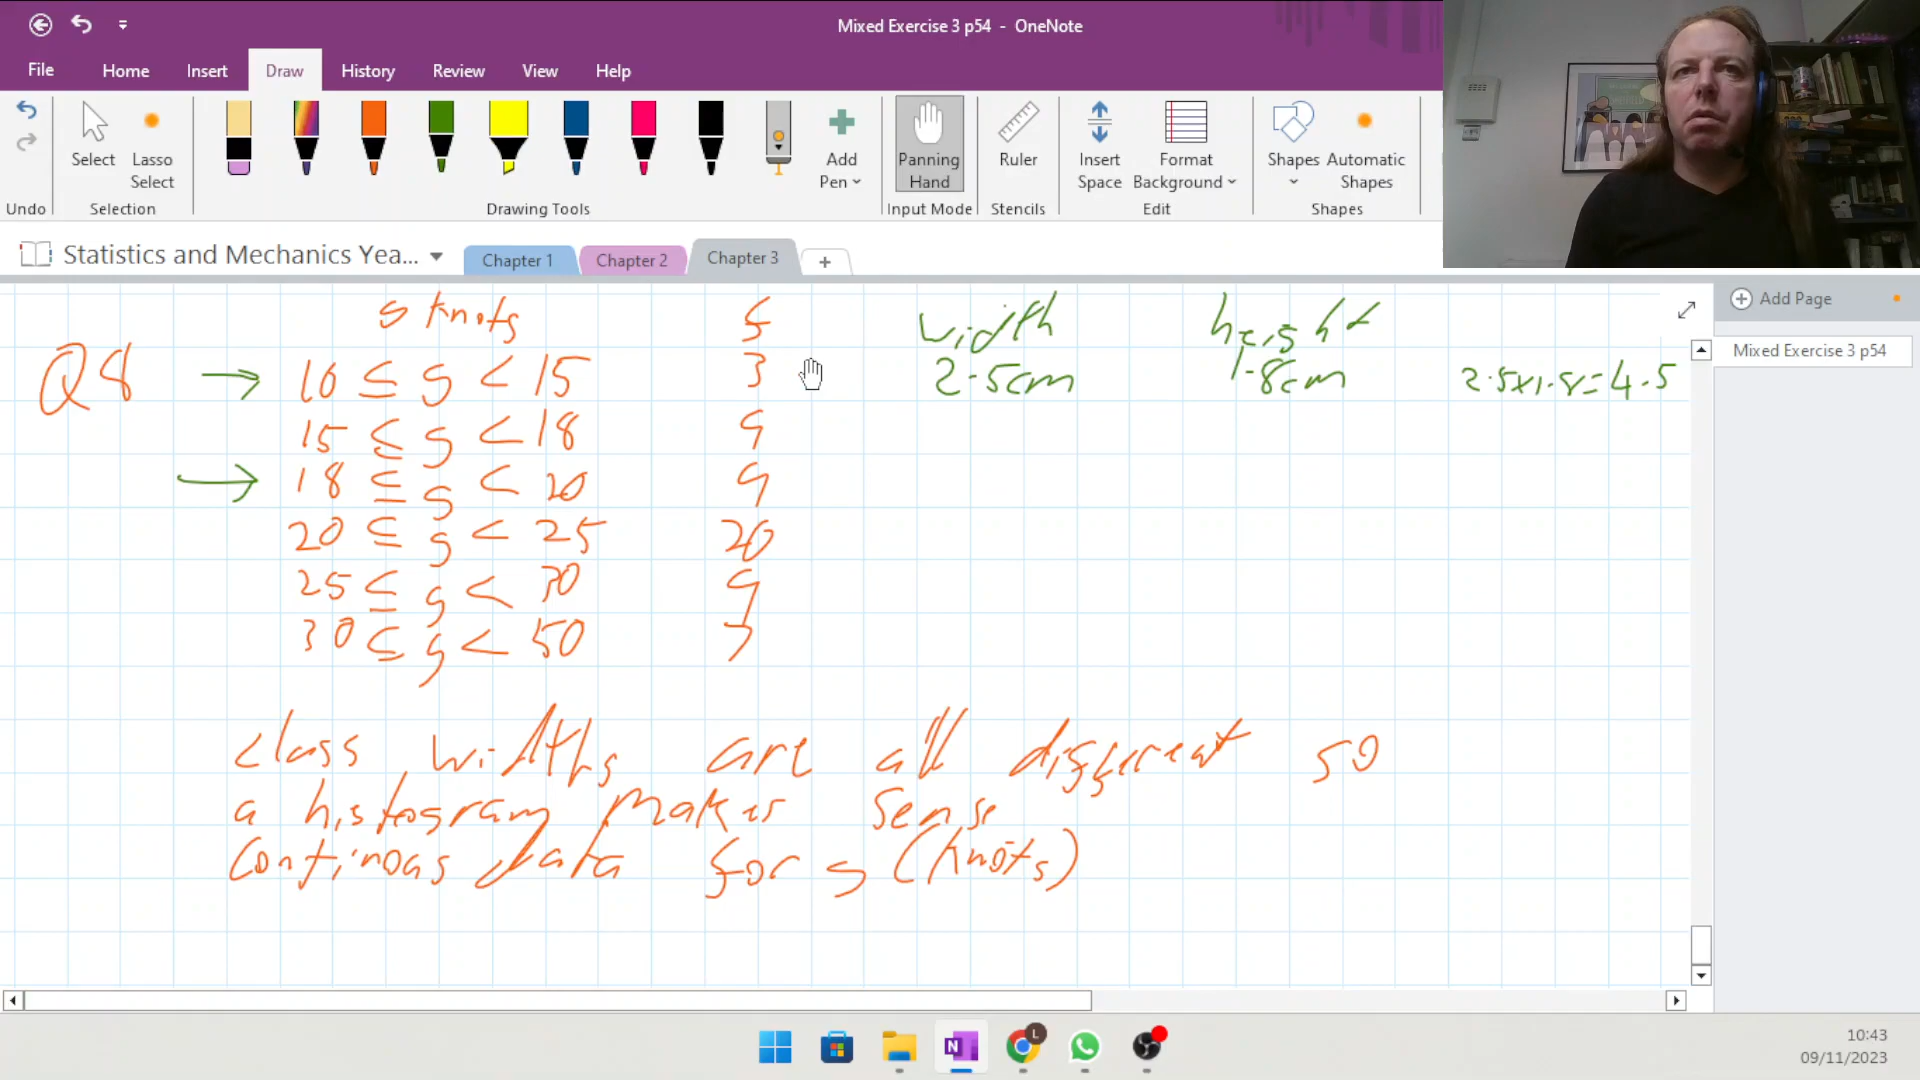 Mixed Exercise 3 p54 - OneNote
File Home Insert Draw History Review View Help
Select Lasso Select
Add Pen
Panning Hand
Ruler
Insert Space
Format Background
Shapes
Automatic Shapes
Undo Selection Drawing Tools Input Mode Stencils Edit Shapes
Statistics and Mechanics Yea... Chapter 1 Chapter 2 Chapter 3 +
Add Page
Mixed Exercise 3 p54
s knots f width height
Q8 → 10 ≤ s < 15 3 2.5cm 1.8cm 2.5x1.8=4.5
15 ≤ s < 18 9
→ 18 ≤ s < 20 9
20 ≤ s < 25 20
25 ≤ s < 30 9
30 ≤ s < 50 7
class widths are all different so
a histogram makes sense
continoas data for s (knots)
L
N
10:43
09/11/2023